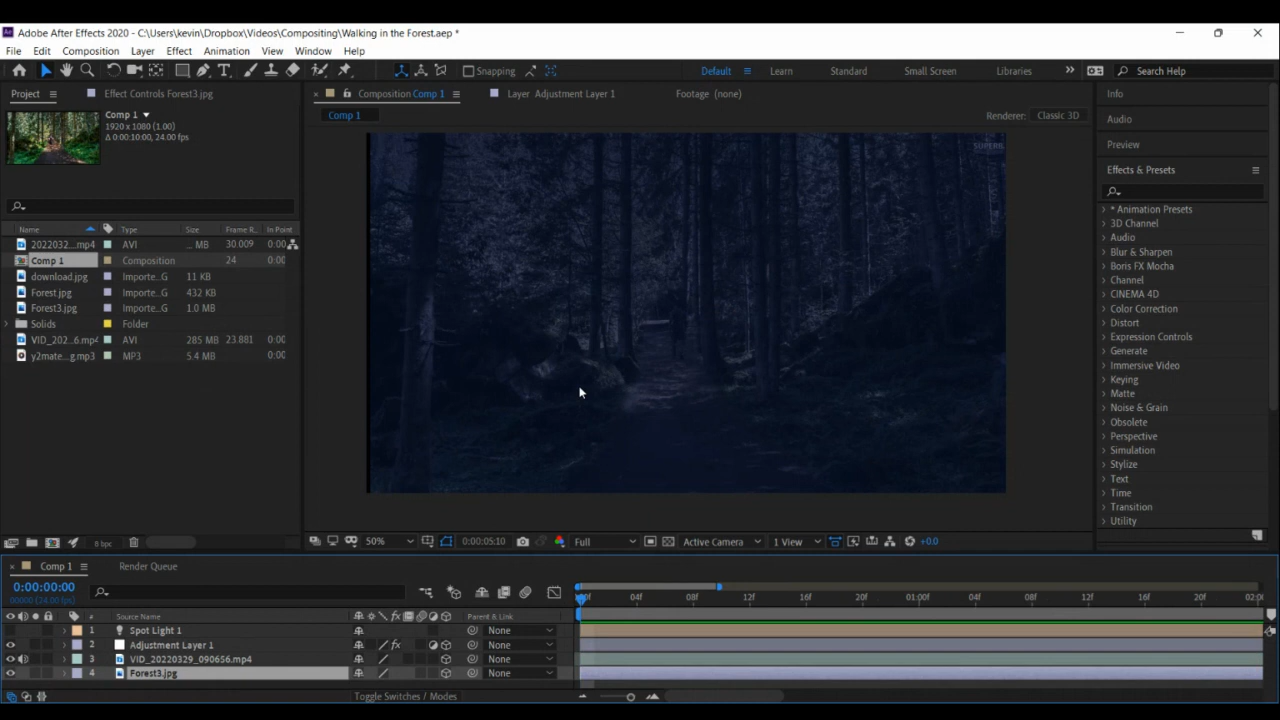 Adobe After Effects 2020 - C:\Users\kevin\Dropbox\Videos\Compositing\Walking in the Forest.aep *
File Edit Composition Layer Effect Animation View Window Help
Snapping Default Learn Standard Small Screen Libraries Search Help
Project Effect Controls Forest3.jpg Composition Comp 1 Layer Adjustment Layer 1 Footage (none) Info
Comp 1
1920 x 1080 (1.00)
Δ 0:00:10:00, 24.00 fps
Comp 1 Renderer: Classic 3D
Audio
Preview
Effects & Presets
Name Type Size Frame R... In Point
2022032...mp4 AVI ... MB 30.009 0:00
Comp 1 Composition 24 0:00
download.jpg Importe...G 11 KB
Forest.jpg Importe...G 432 KB
Forest3.jpg Importe...G 1.0 MB
Solids Folder
VID_202...6.mp4 AVI 285 MB 23.881 0:00
y2mate...g.mp3 MP3 5.4 MB 0:00
8 bpc
* Animation Presets
3D Channel
Audio
Blur & Sharpen
Boris FX Mocha
Channel
CINEMA 4D
Color Correction
Distort
Expression Controls
Generate
Immersive Video
Keying
Matte
Noise & Grain
Obsolete
Perspective
Simulation
Stylize
Text
Time
Transition
Utility
50% 0:00:05:10 Full Active Camera 1 View +0.0
Comp 1 Render Queue
0:00:00:00
00000 (24.00 fps)
04f 08f 12f 16f 20f 01:00f 04f 08f 12f 16f 20f 02:0
# Source Name Parent & Link
1 Spot Light 1 None
2 Adjustment Layer 1 None
3 VID_20220329_090656.mp4 None
4 Forest3.jpg None
Toggle Switches / Modes